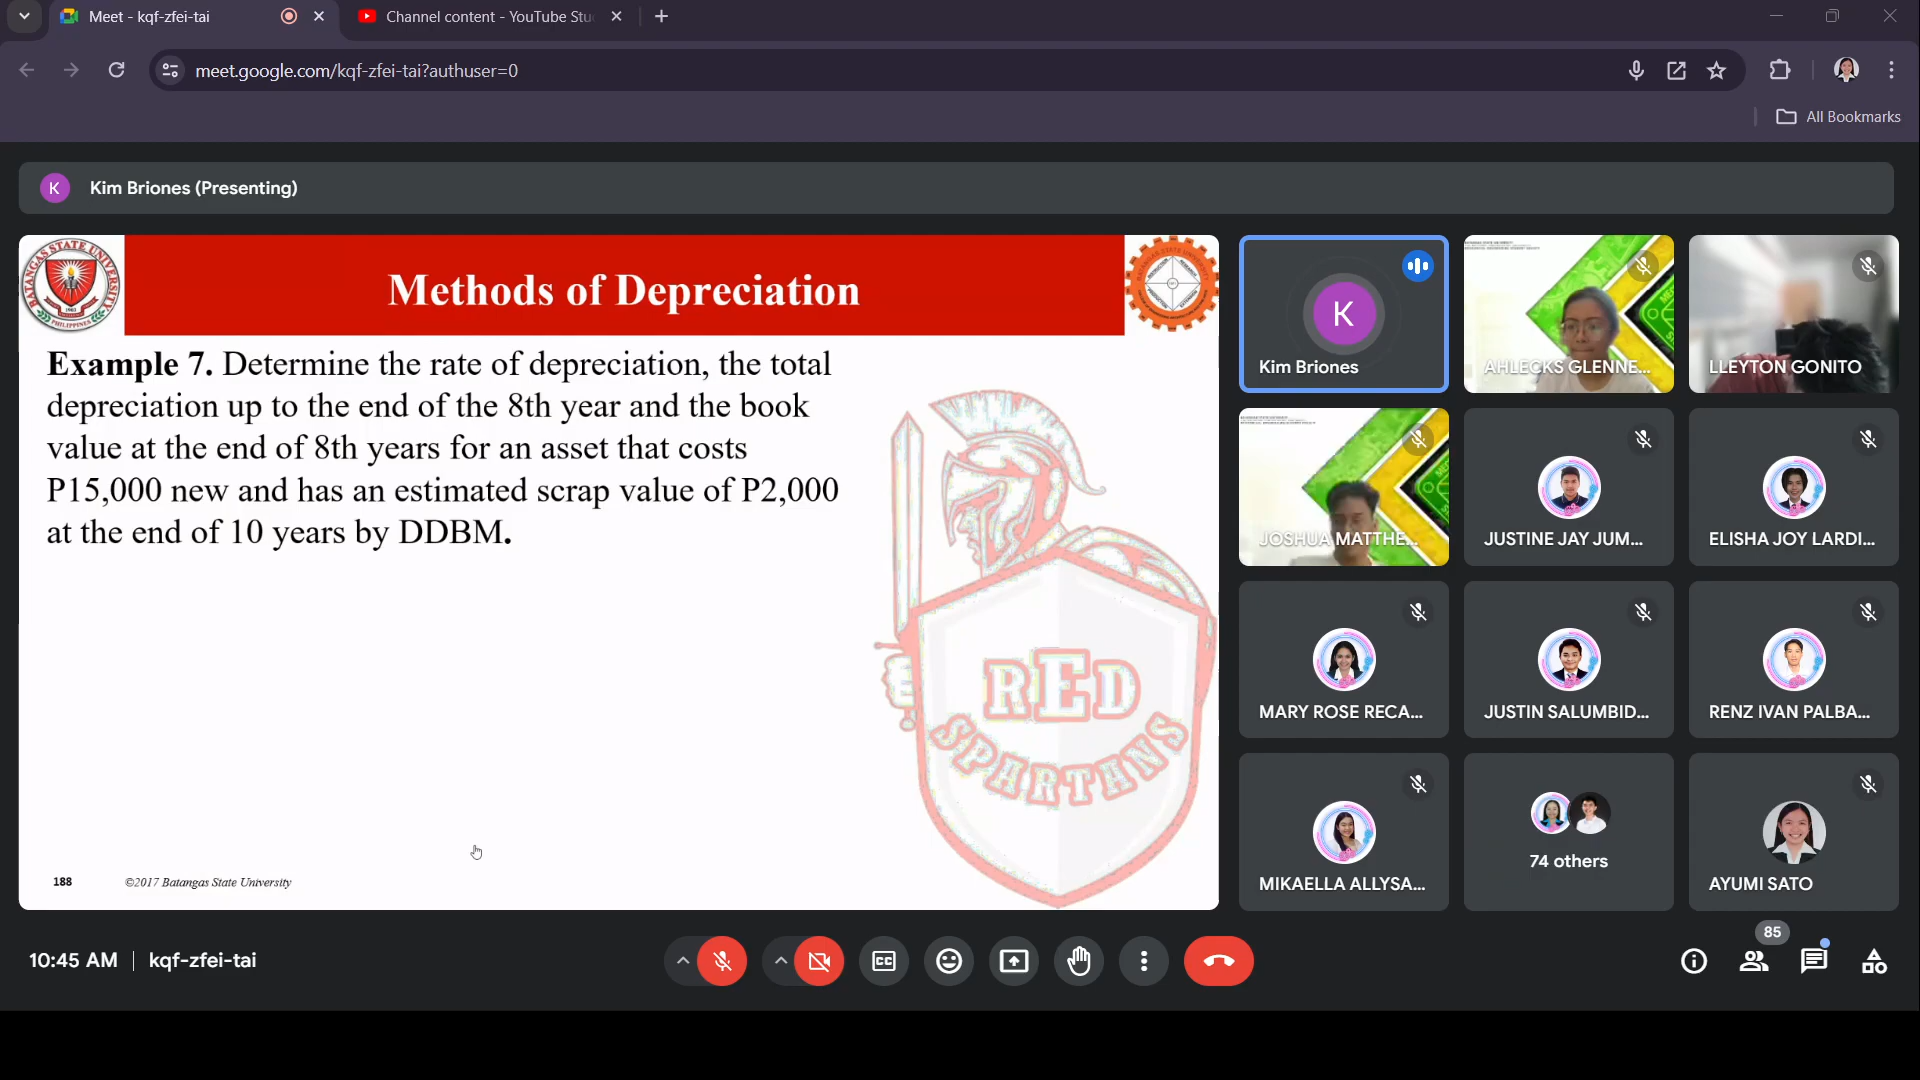 Meet - kqf-zfei-tai
Channel content - YouTube Stu
meet.google.com/kqf-zfei-tai?authuser=0
All Bookmarks
K
Kim Briones (Presenting)
BATANGAS STATE UNIVERSITY
PHILIPPINES
Methods of Depreciation
Example 7. Determine the rate of depreciation, the total
depreciation up to the end of the 8th year and the book
value at the end of 8th years for an asset that costs
P15,000 new and has an estimated scrap value of P2,000
at the end of 10 years by DDBM.
RED
SPARTANS
188
©2017 Batangas State University
K
Kim Briones
AHLECKS GLENNE...
LLEYTON GONITO
JOSHUA MATTHE...
JUSTINE JAY JUM...
ELISHA JOY LARDI...
MARY ROSE RECA...
JUSTIN SALUMBID...
RENZ IVAN PALBA...
MIKAELLA ALLYSA...
74 others
AYUMI SATO
10:45 AM
kqf-zfei-tai
CC
85